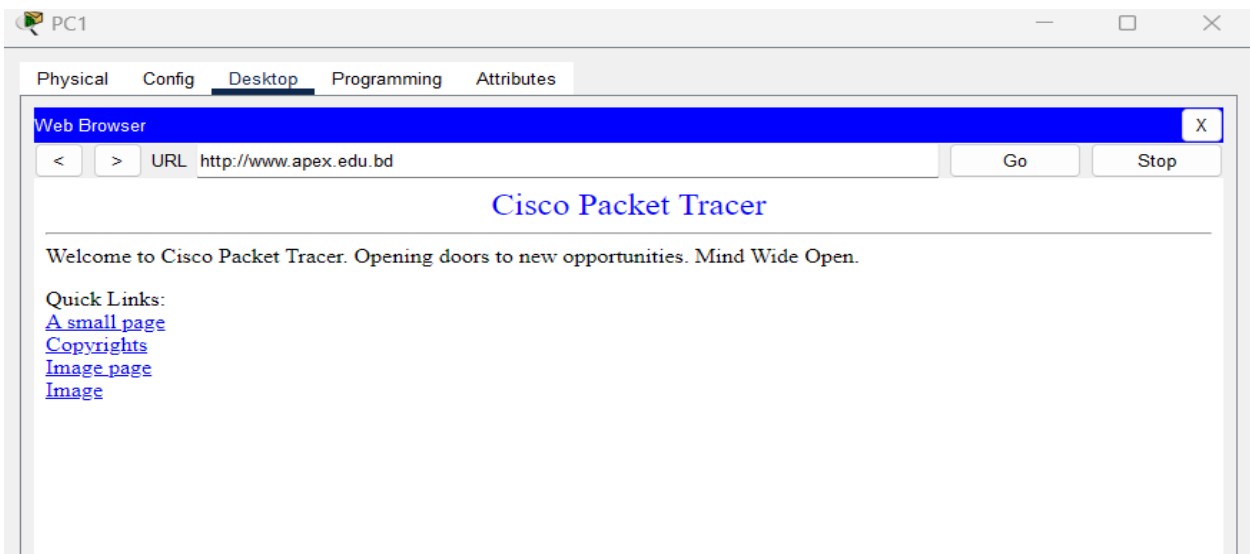 PC1
Physical Config Desktop Programming Attributes
Web Browser X
< > URL http://www.apex.edu.bd Go Stop
Cisco Packet Tracer
Welcome to Cisco Packet Tracer. Opening doors to new opportunities. Mind Wide Open.
Quick Links:
A small page
Copyrights
Image page
Image